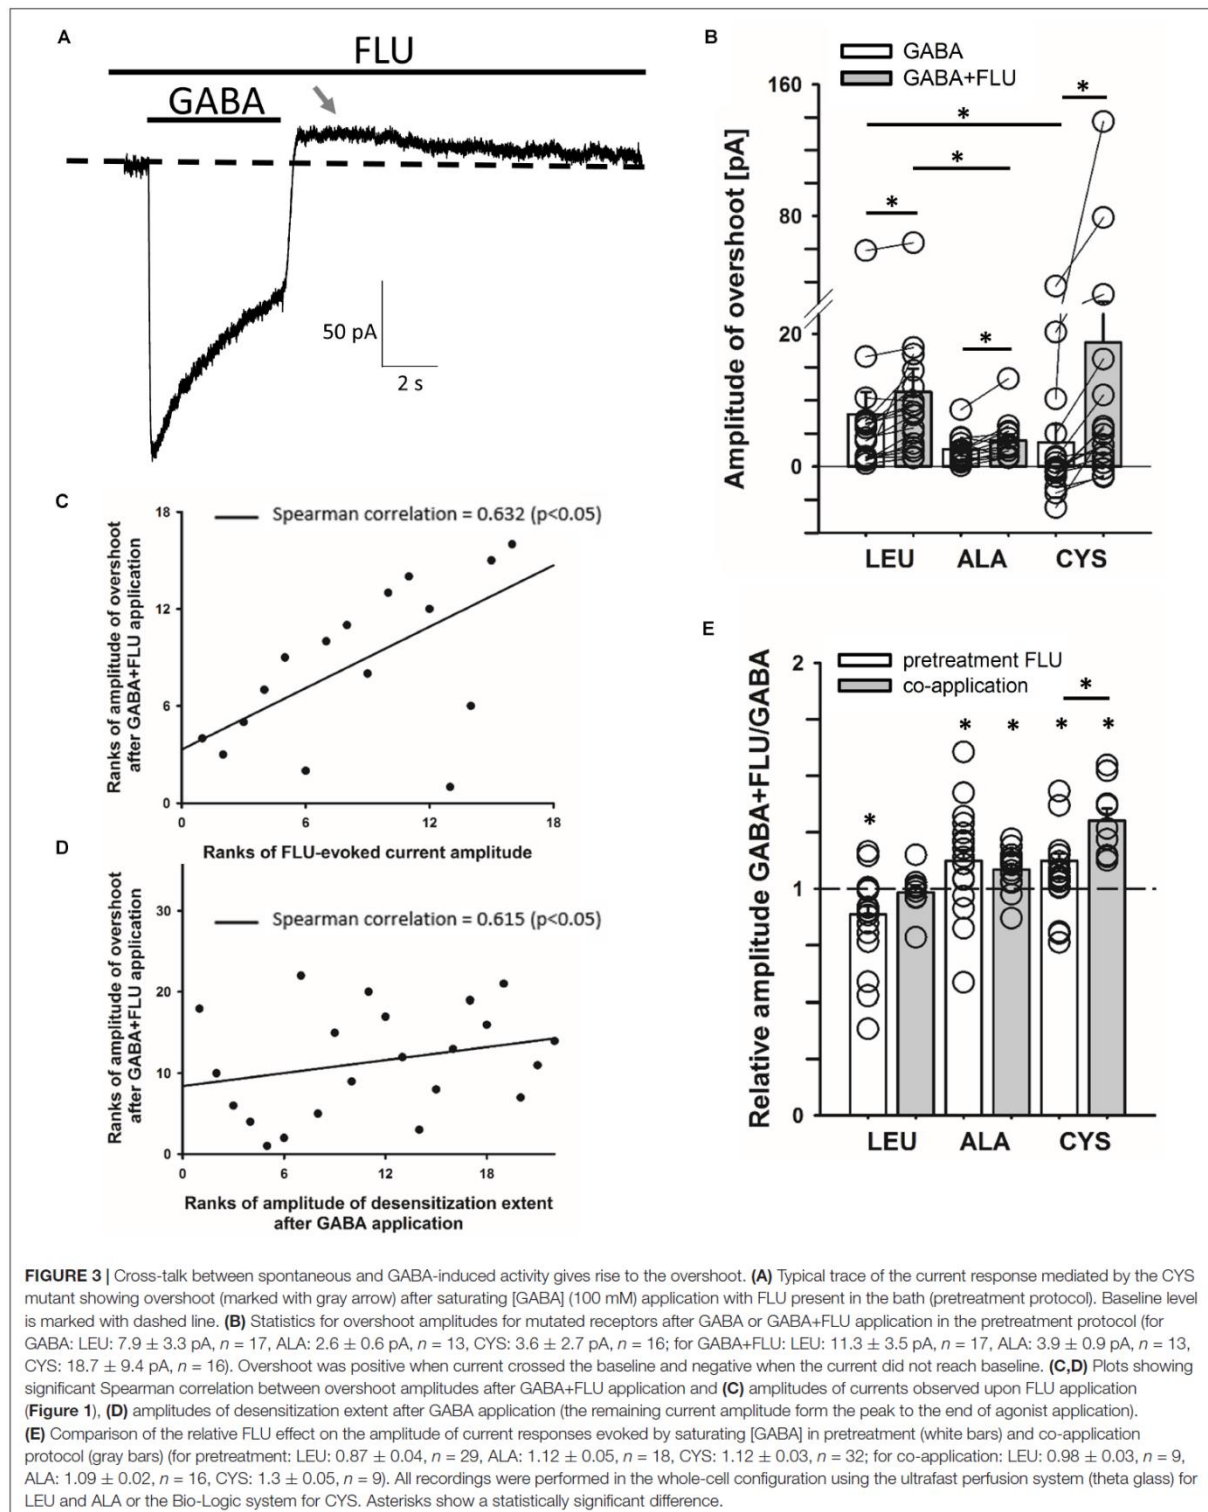 A
FLU
GABA
50 pA
2 s
B
GABA
GABA+FLU
Amplitude of overshoot [pA]
160
80
20
0
*
*
*
*
*
LEU
ALA
CYS
C
Spearman correlation = 0.632 (p<0.05)
Ranks of amplitude of overshoot
after GABA+FLU application
18
12
6
0
0
6
12
18
Ranks of FLU-evoked current amplitude
D
Spearman correlation = 0.615 (p<0.05)
Ranks of amplitude of overshoot
after GABA+FLU application
30
20
10
0
0
6
12
18
Ranks of amplitude of desensitization extent
after GABA application
E
pretreatment FLU
co-application
Relative amplitude GABA+FLU/GABA
2
1
0
*
*
*
*
*
*
LEU
ALA
CYS
FIGURE 3 | Cross-talk between spontaneous and GABA-induced activity gives rise to the overshoot. (A) Typical trace of the current response mediated by the CYS
mutant showing overshoot (marked with gray arrow) after saturating [GABA] (100 mM) application with FLU present in the bath (pretreatment protocol). Baseline level
is marked with dashed line. (B) Statistics for overshoot amplitudes for mutated receptors after GABA or GABA+FLU application in the pretreatment protocol (for
GABA: LEU: 7.9 ± 3.3 pA, n = 17, ALA: 2.6 ± 0.6 pA, n = 13, CYS: 3.6 ± 2.7 pA, n = 16; for GABA+FLU: LEU: 11.3 ± 3.5 pA, n = 17, ALA: 3.9 ± 0.9 pA, n = 13,
CYS: 18.7 ± 9.4 pA, n = 16). Overshoot was positive when current crossed the baseline and negative when the current did not reach baseline. (C,D) Plots showing
significant Spearman correlation between overshoot amplitudes after GABA+FLU application and (C) amplitudes of currents observed upon FLU application
(Figure 1), (D) amplitudes of desensitization extent after GABA application (the remaining current amplitude form the peak to the end of agonist application).
(E) Comparison of the relative FLU effect on the amplitude of current responses evoked by saturating [GABA] in pretreatment (white bars) and co-application
protocol (gray bars) (for pretreatment: LEU: 0.87 ± 0.04, n = 29, ALA: 1.12 ± 0.05, n = 18, CYS: 1.12 ± 0.03, n = 32; for co-application: LEU: 0.98 ± 0.03, n = 9,
ALA: 1.09 ± 0.02, n = 16, CYS: 1.3 ± 0.05, n = 9). All recordings were performed in the whole-cell configuration using the ultrafast perfusion system (theta glass) for
LEU and ALA or the Bio-Logic system for CYS. Asterisks show a statistically significant difference.